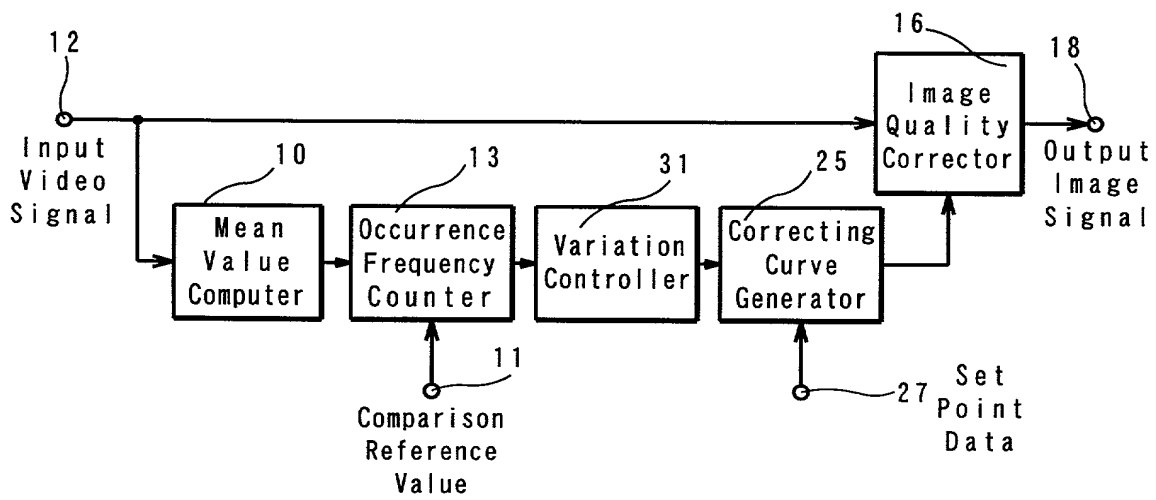 12
Input
Video
Signal
16
Image
Quality
Corrector
18
Output
Image
Signal
10
Mean
Value
Computer
13
Occurrence
Frequency
Counter
31
Variation
Controller
25
Correcting
Curve
Generator
11
Comparison
Reference
Value
27
Set
Point
Data